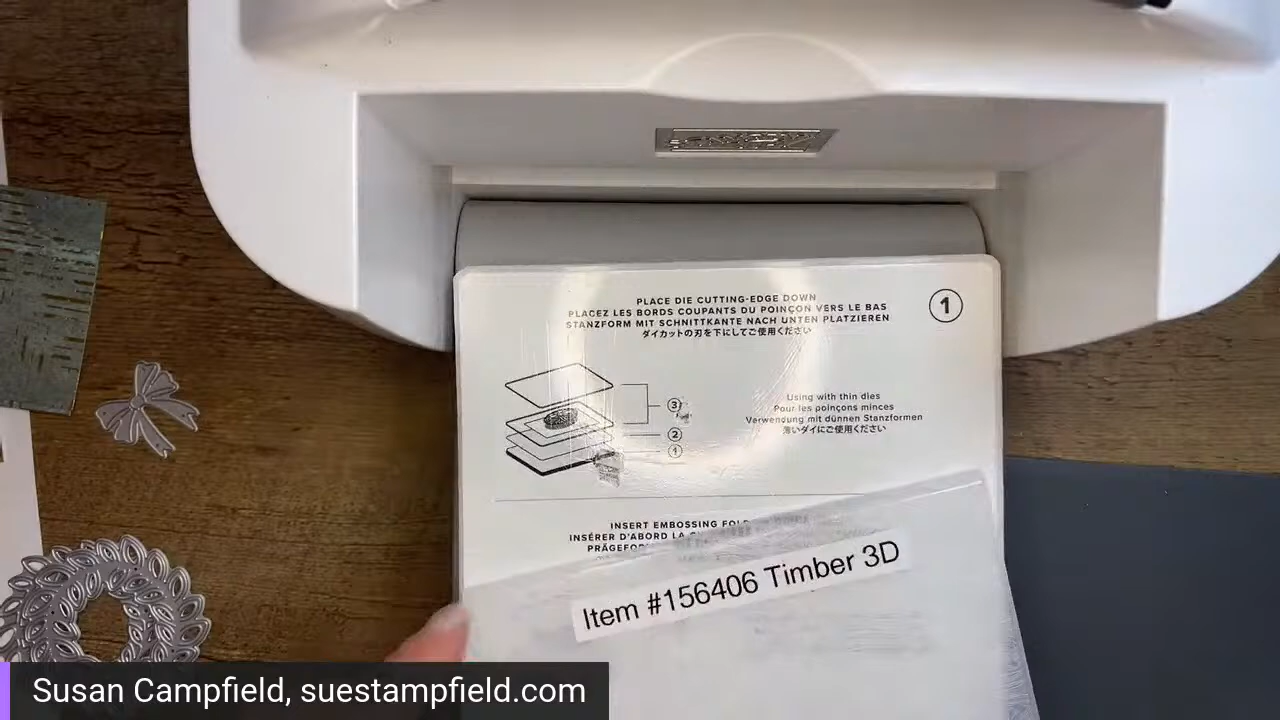 PLACE DIE CUTTING-EDGE DOWN
PLACEZ LES BORDS COUPANTS DU POINÇON VERS LE BAS
STANZFORM MIT SCHNITTKANTE NACH UNTEN PLATZIEREN
ダイカットの刃を下にしてご使用ください
1
3
2
1
Using with thin dies
Pour les poinçons minces
Verwendung mit dünnen Stanzformen
薄いダイにご使用ください
INSERT EMBOSSING
INSÉRER D'ABORD LA
Item #156406 Timber 3D
Susan Campfield, suestampfield.com